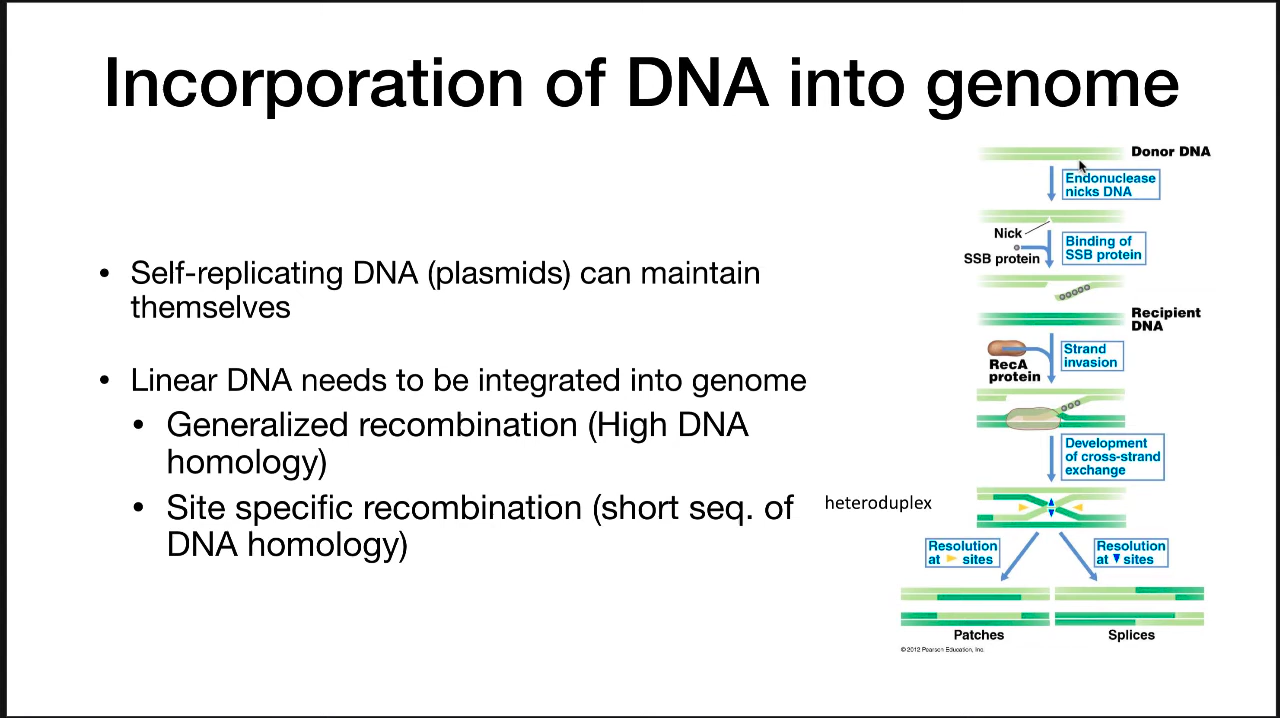 Incorporation of DNA into genome
• Self-replicating DNA (plasmids) can maintain
themselves
• Linear DNA needs to be integrated into genome
• Generalized recombination (High DNA
homology)
• Site specific recombination (short seq. of
DNA homology)
Donor DNA
Endonuclease
nicks DNA
Nick
SSB protein
Binding of
SSB protein
Recipient
DNA
RecA
protein
Strand
invasion
Development
of cross-strand
exchange
heteroduplex
Resolution
at ► sites
Resolution
at ▼ sites
Patches
Splices
© 2012 Pearson Education, Inc.